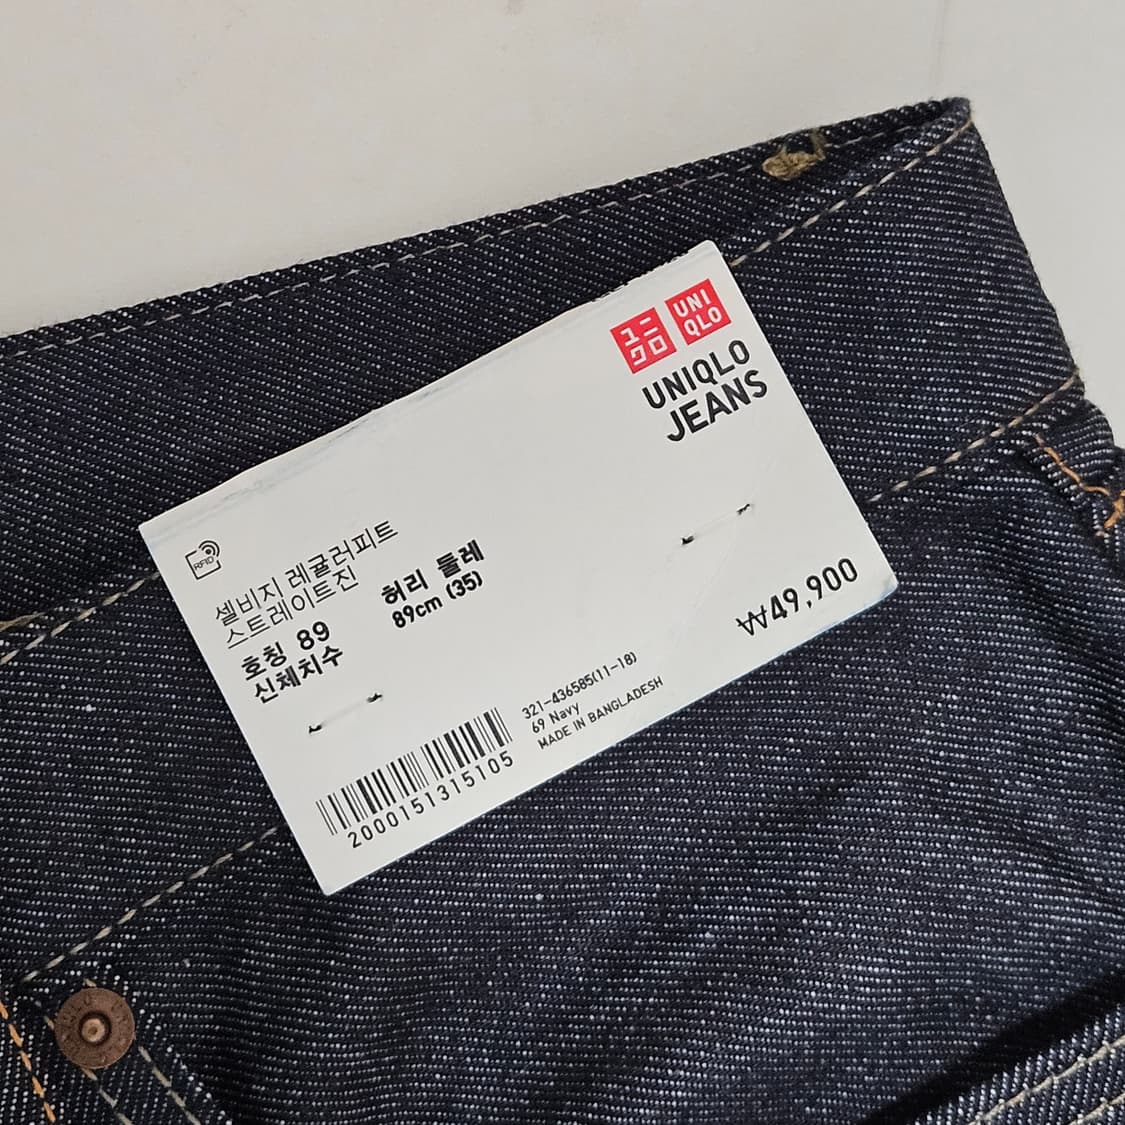 ユニ
クロ
UNI
QLO
UNIQLO
JEANS
RFID
셀비지 레귤러피트
스트레이트진
호칭 89
신체치수
허리 둘레
89cm (35)
₩49,900
321-436585(11-18)
69 Navy
MADE IN BANGLADESH
2000151315105